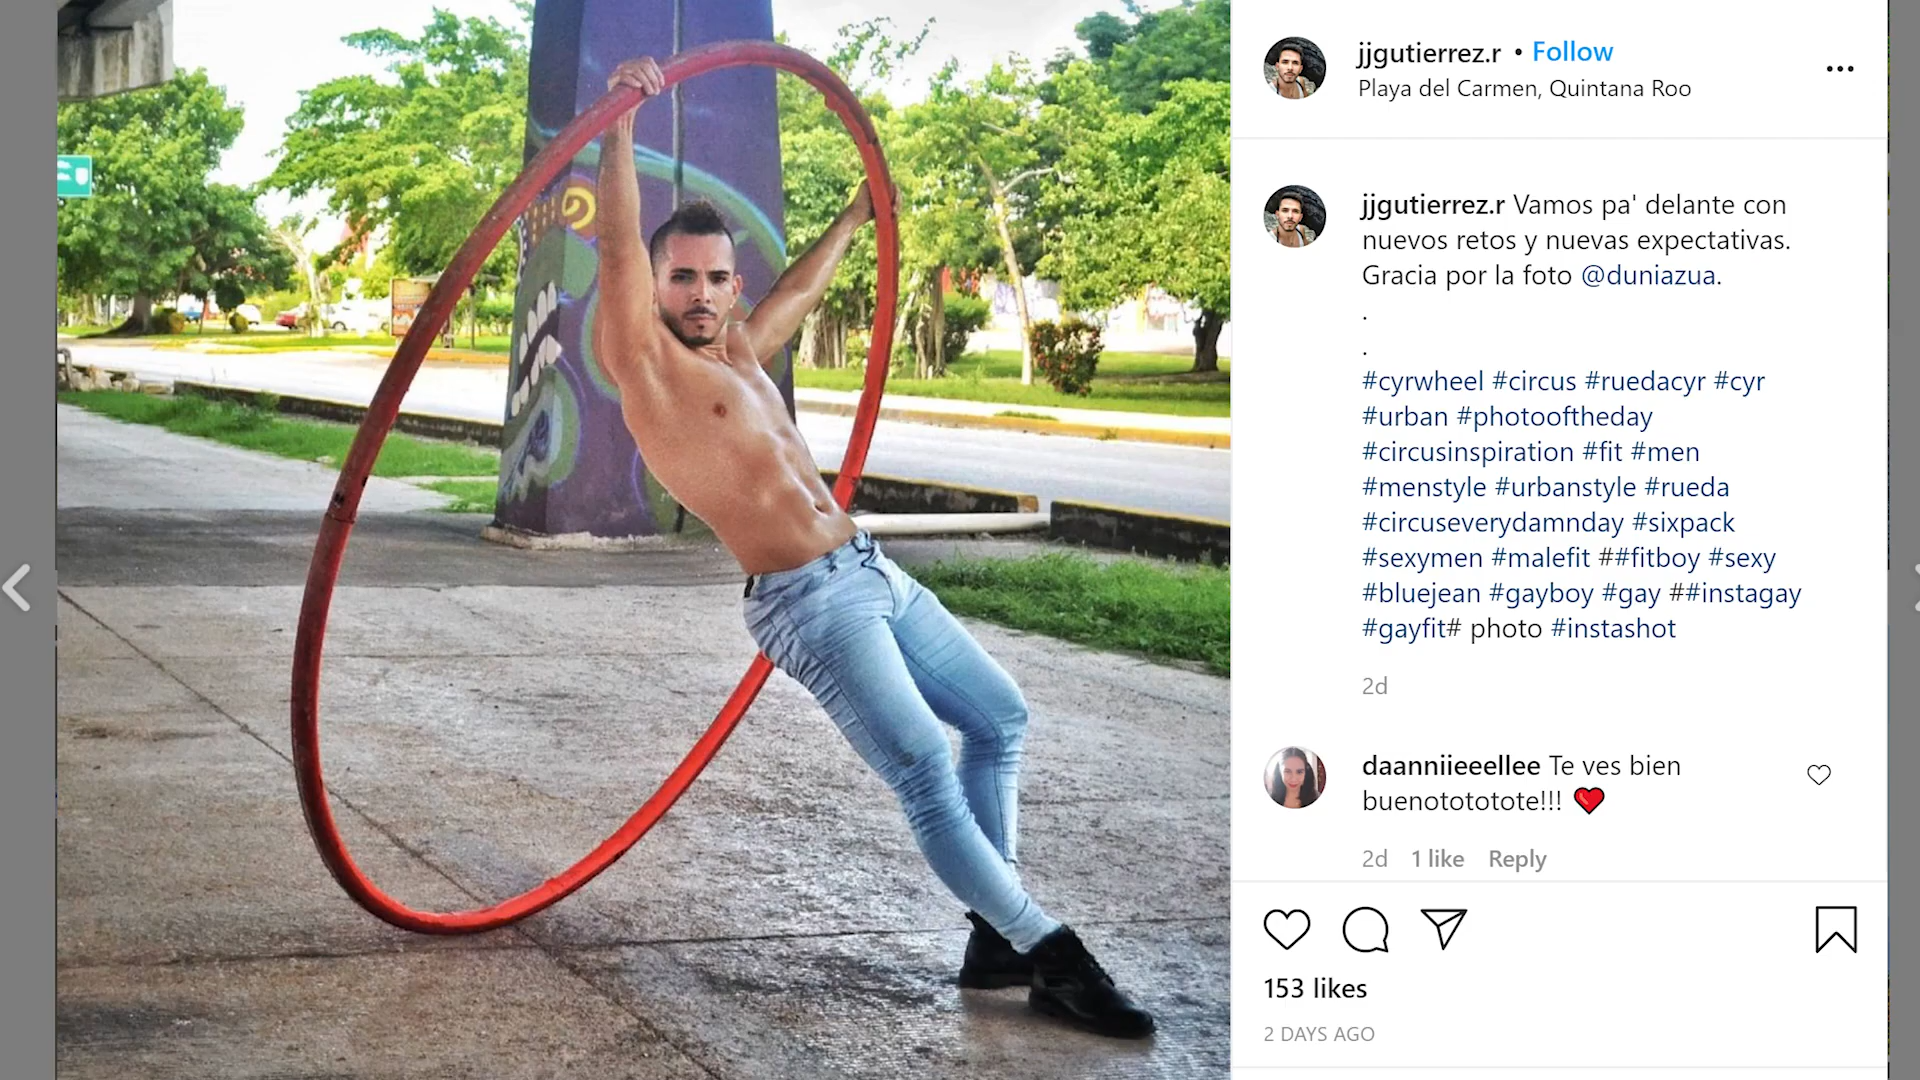 jjgutierrez.r • Follow
Playa del Carmen, Quintana Roo
jjgutierrez.r Vamos pa' delante con
nuevos retos y nuevas expectativas.
Gracia por la foto @duniazua.
.
.
#cyrwheel #circus #ruedacyr #cyr
#urban #photooftheday
#circusinspiration #fit #men
#menstyle #urbanstyle #rueda
#circuseverydamnday #sixpack
#sexymen #malefit ##fitboy #sexy
#bluejean #gayboy #gay ##instagay
#gayfit# photo #instashot
2d
daanniieeellee Te ves bien
buenotototote!!! ❤️
2d 1 like Reply
153 likes
2 DAYS AGO